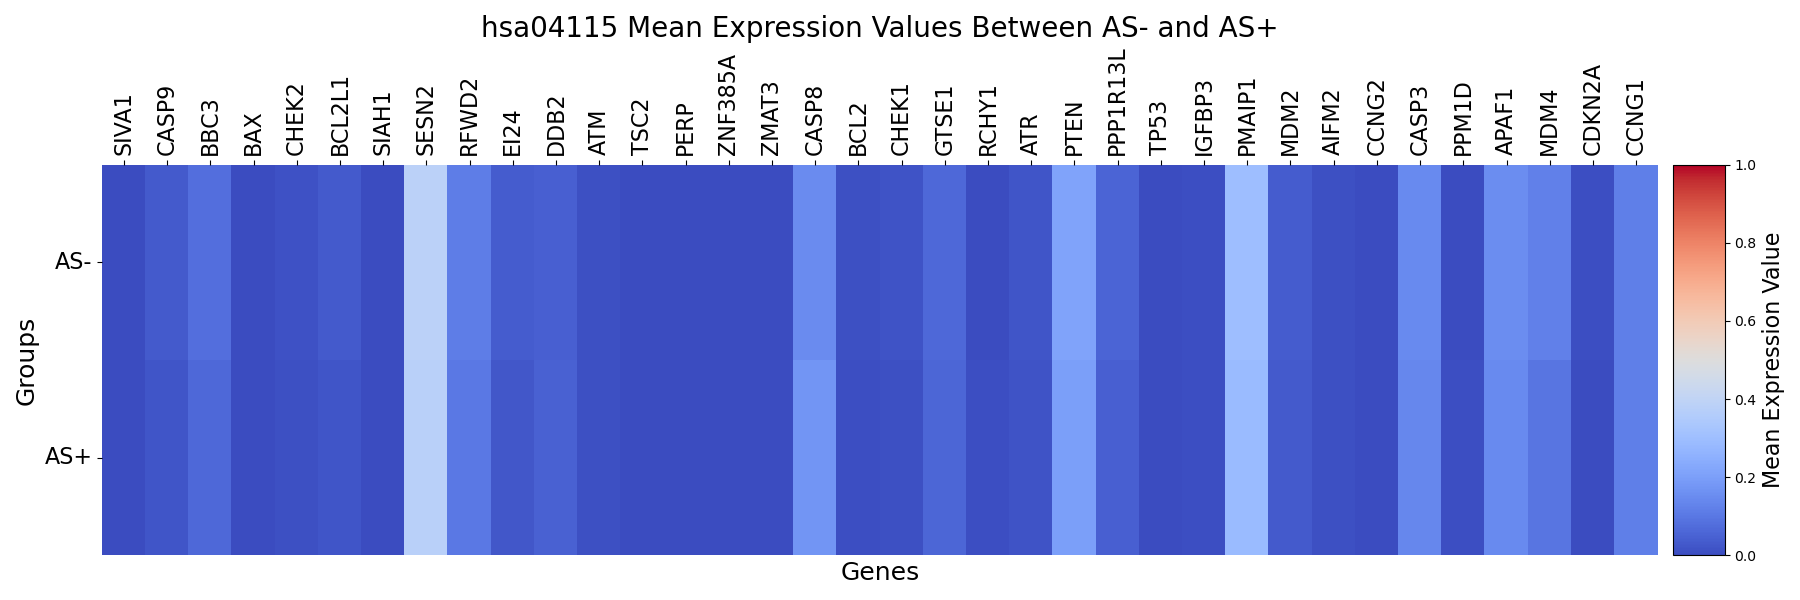 hsa04115 Mean Expression Values Between AS- and AS+
SIVA1
CASP9
BBC3
BAX
CHEK2
BCL2L1
SIAH1
SESN2
RFWD2
EI24
DDB2
ATM
TSC2
PERP
ZNF385A
ZMAT3
CASP8
BCL2
CHEK1
GTSE1
RCHY1
ATR
PTEN
PPP1R13L
TP53
IGFBP3
PMAIP1
MDM2
AIFM2
CCNG2
CASP3
PPM1D
APAF1
MDM4
CDKN2A
CCNG1
Groups
AS-
AS+
Genes
1.0
0.8
0.6
0.4
0.2
0.0
Mean Expression Value